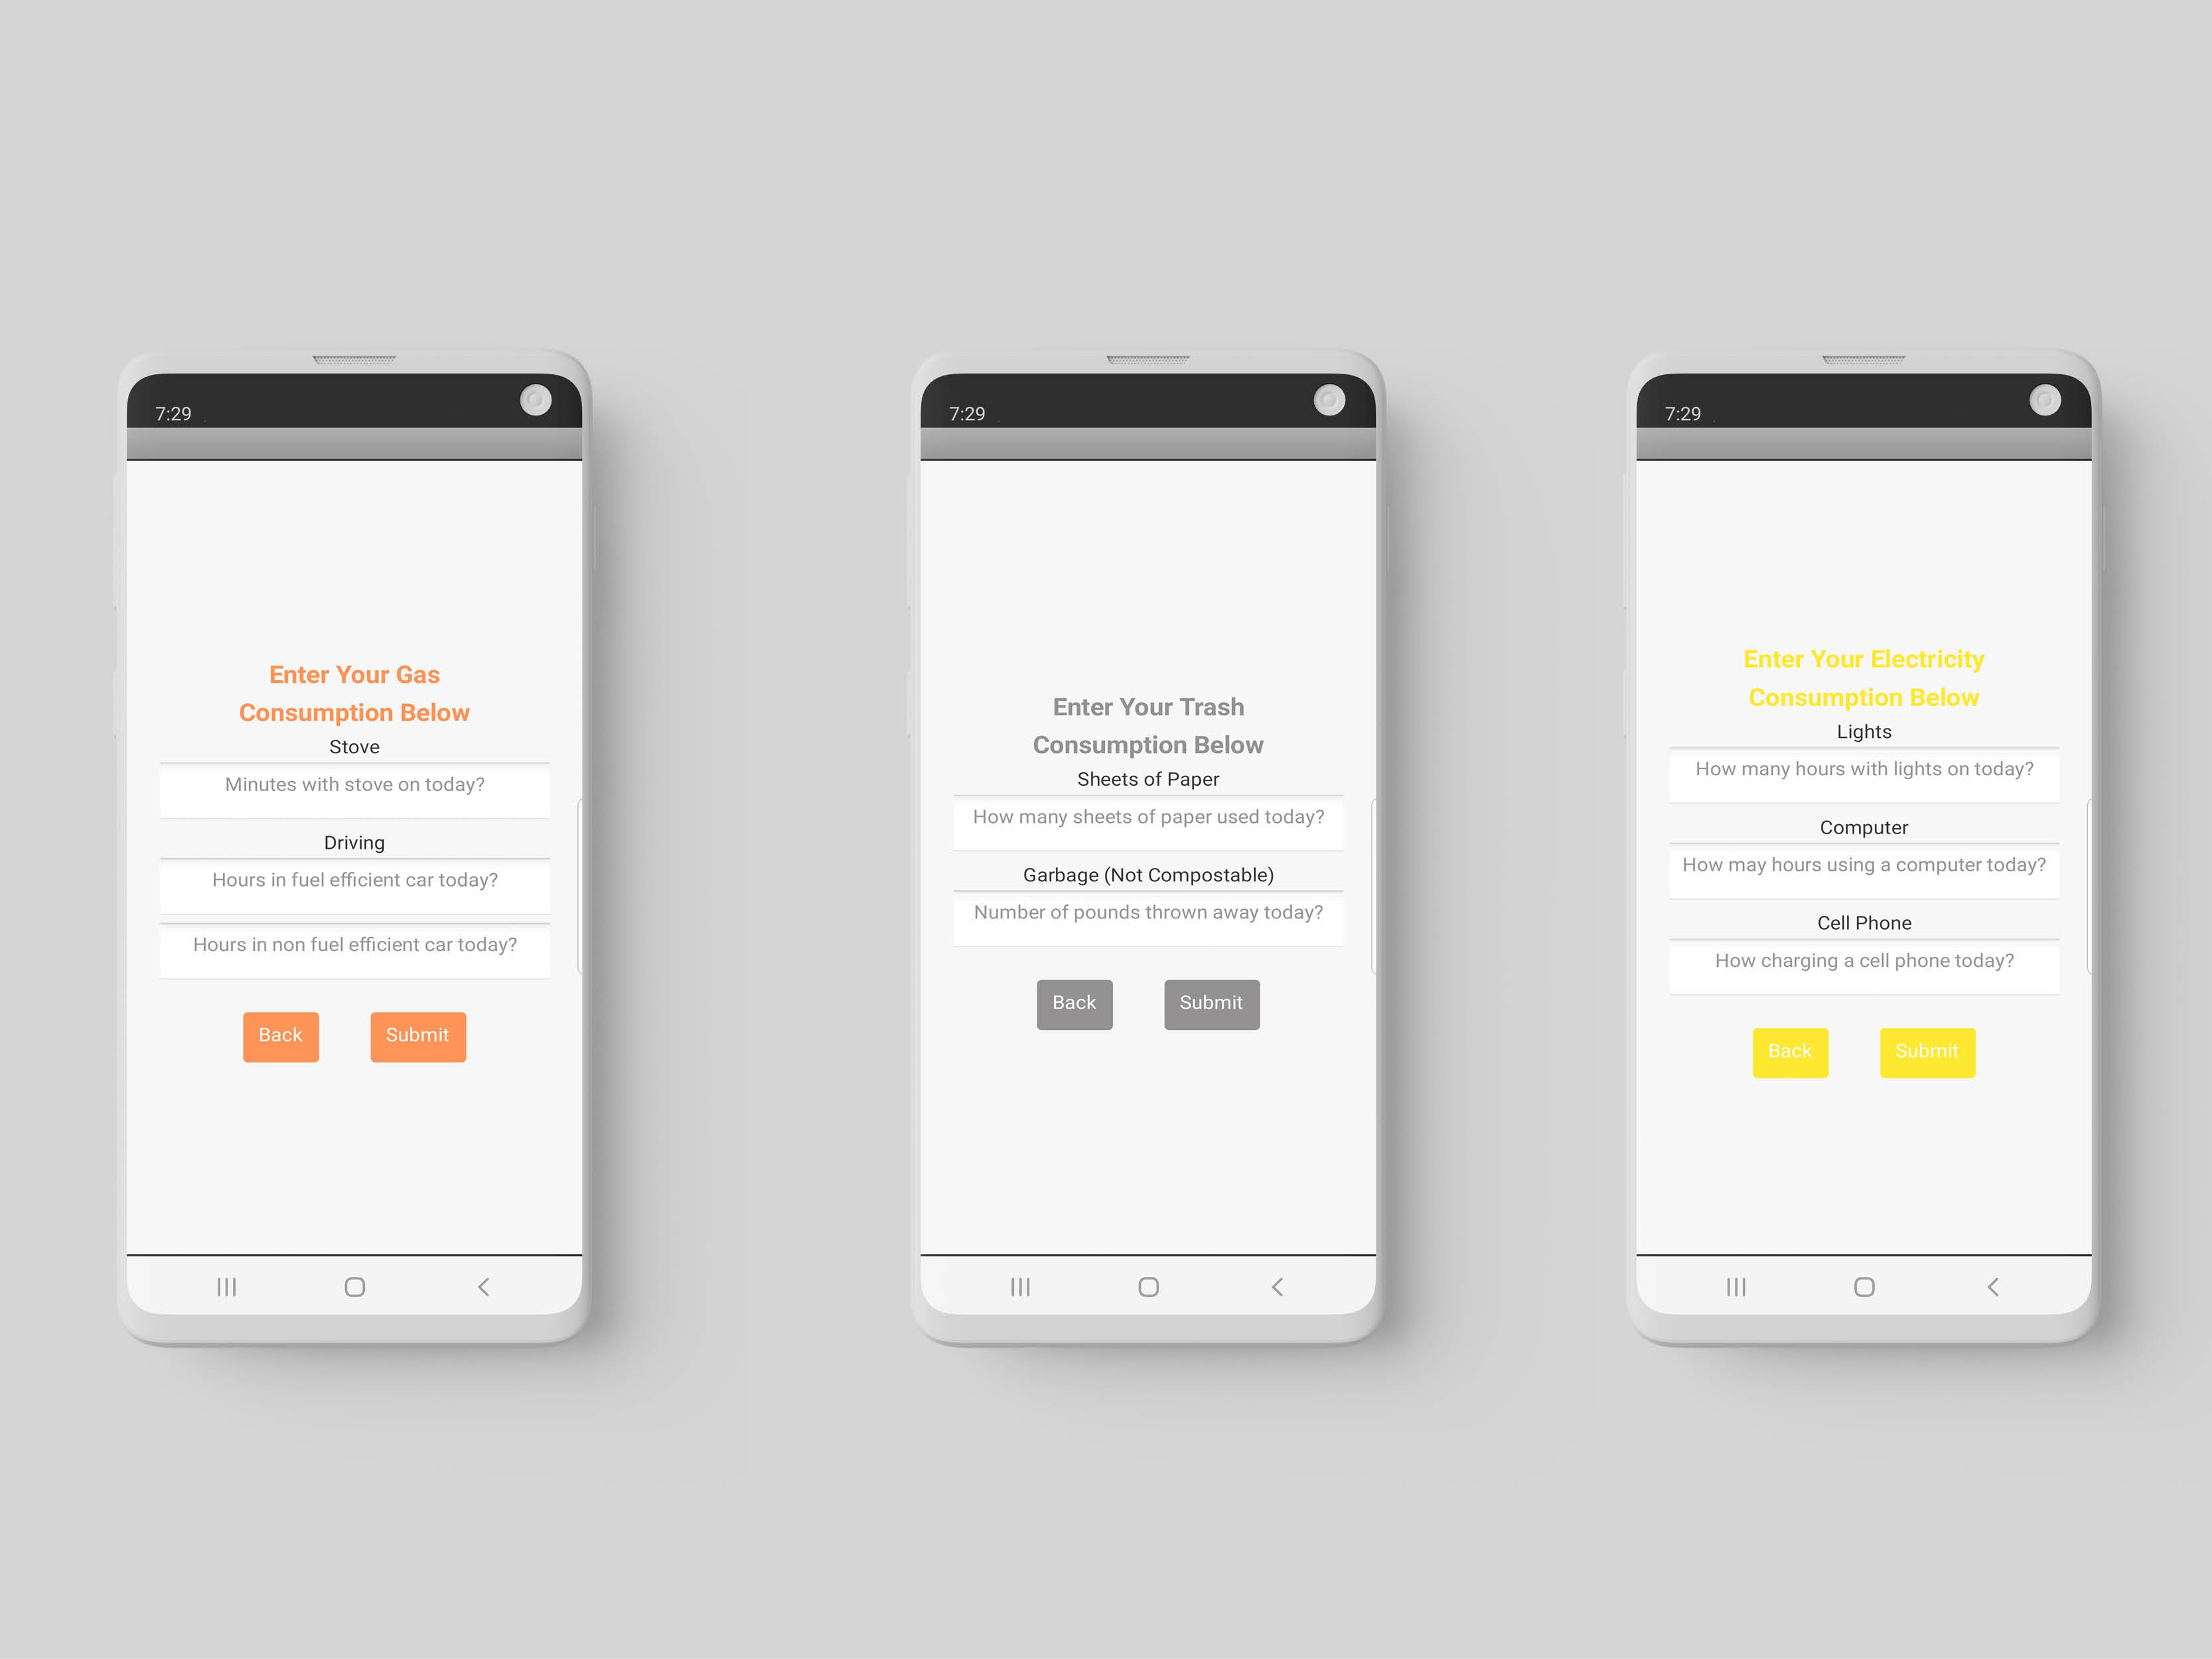 7:29
Enter Your Gas
Consumption Below
Stove
Minutes with stove on today?
Driving
Hours in fuel efficient car today?
Hours in non fuel efficient car today?
Back
Submit
7:29
Enter Your Trash
Consumption Below
Sheets of Paper
How many sheets of paper used today?
Garbage (Not Compostable)
Number of pounds thrown away today?
Back
Submit
7:29
Enter Your Electricity
Consumption Below
Lights
How many hours with lights on today?
Computer
How may hours using a computer today?
Cell Phone
How charging a cell phone today?
Back
Submit